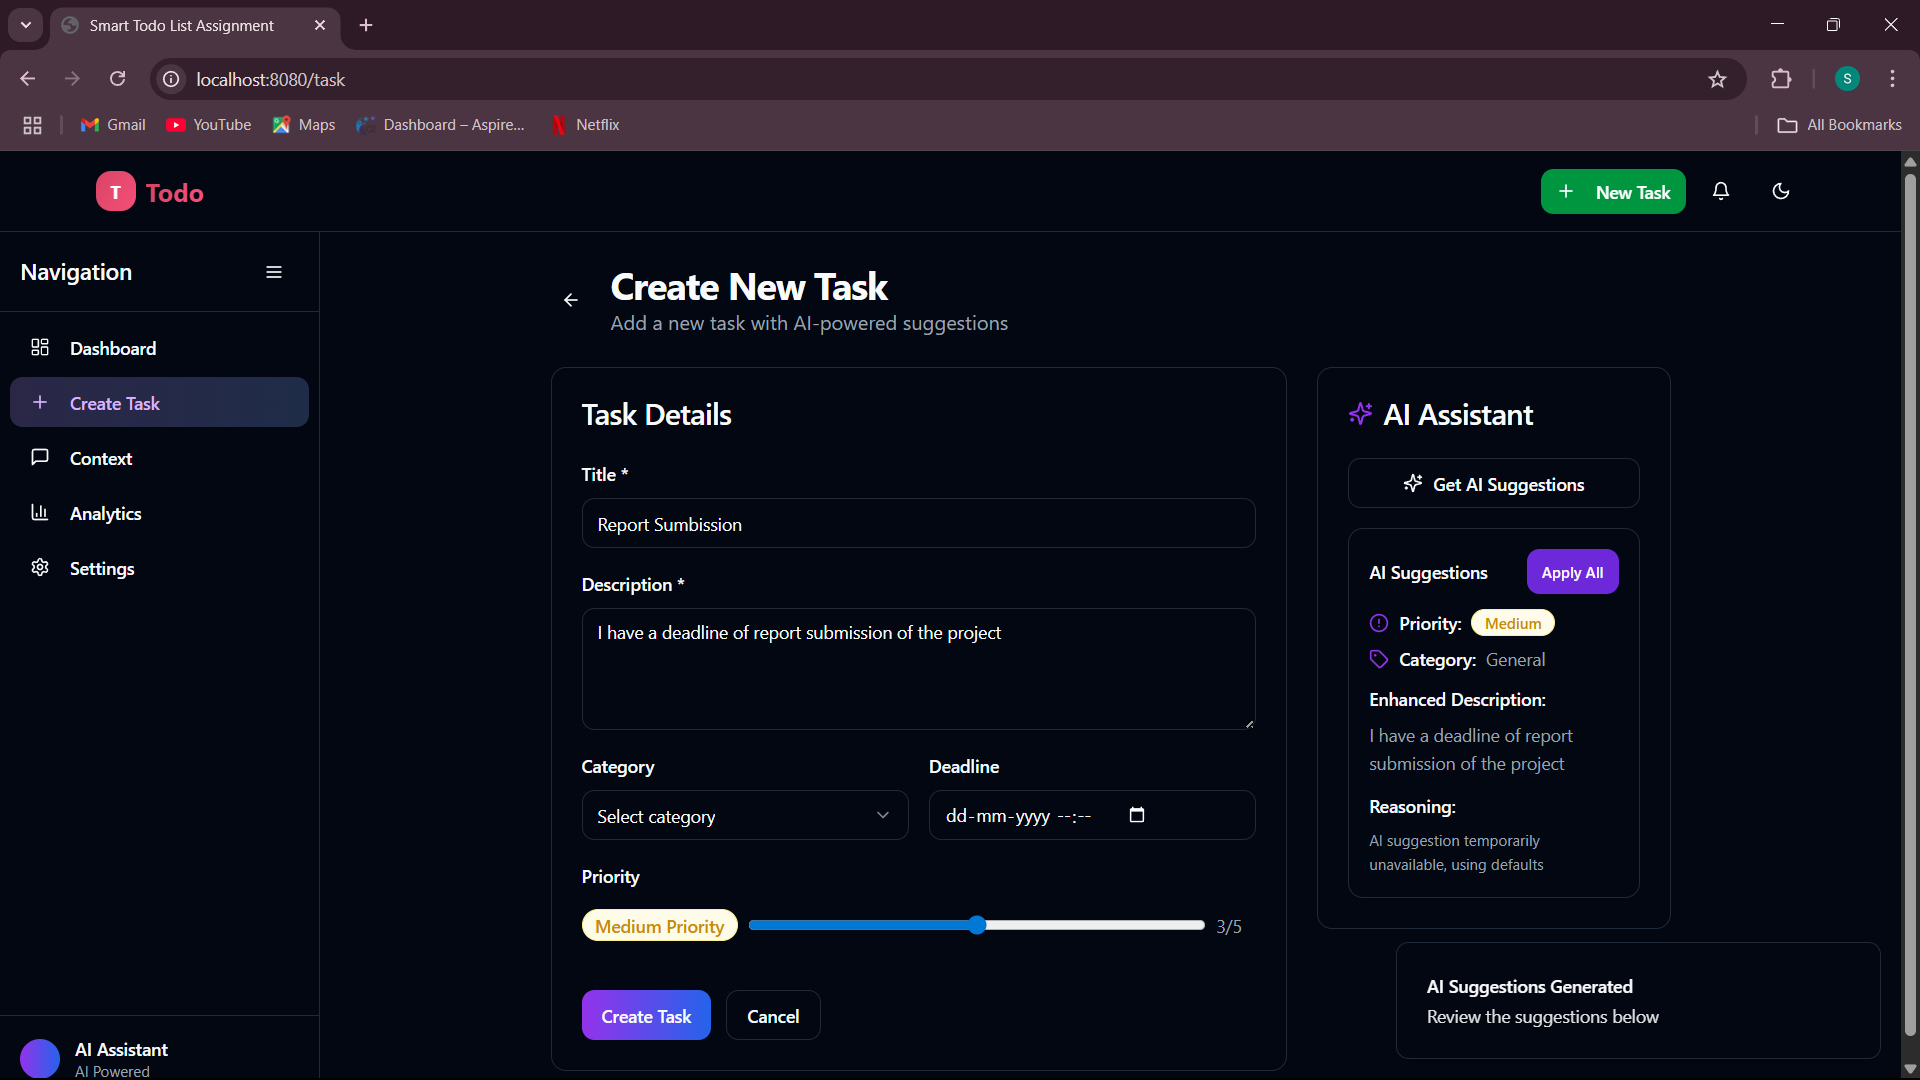 Smart Todo List Assignment
localhost:8080/task
S
Gmail
YouTube
Maps
Dashboard – Aspire...
Netflix
All Bookmarks
T
Todo
New Task
Navigation
Dashboard
Create Task
Context
Analytics
Settings
AI Assistant
AI Powered
Create New Task
Add a new task with AI-powered suggestions
Task Details
Title *
Report Sumbission
Description *
I have a deadline of report submission of the project
Category
Deadline
Select category
dd-mm-yyyy --:--
Priority
Medium Priority
3/5
Create Task
Cancel
AI Assistant
Get AI Suggestions
AI Suggestions
Apply All
Priority: Medium
Category: General
Enhanced Description:
I have a deadline of report
submission of the project
Reasoning:
AI suggestion temporarily
unavailable, using defaults
AI Suggestions Generated
Review the suggestions below